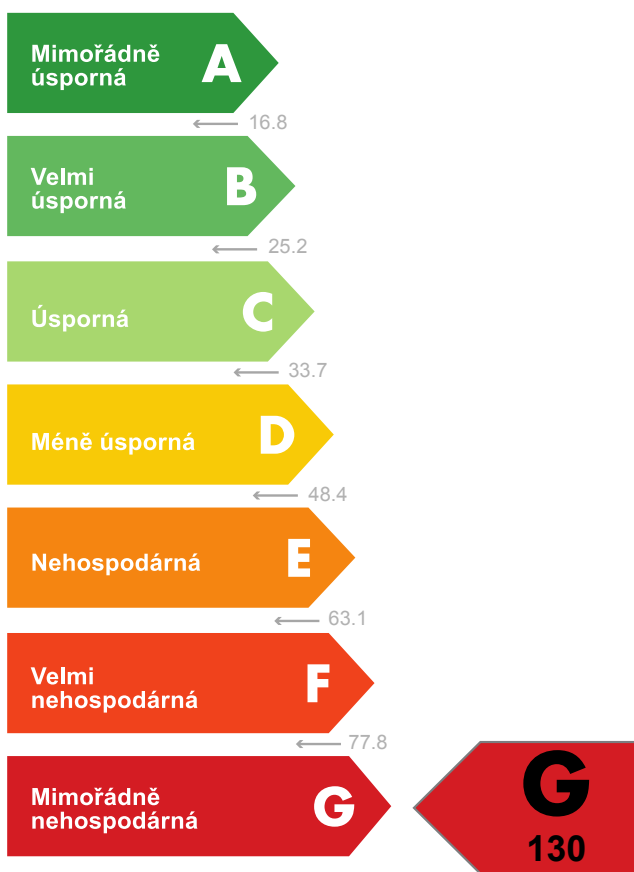 Mimořádně
úsporná
A
16.8
Velmi
úsporná
B
25.2
Úsporná
C
33.7
Méně úsporná
D
48.4
Nehospodárná
E
63.1
Velmi
nehospodárná
F
77.8
Mimořádně
nehospodárná
G
G
130